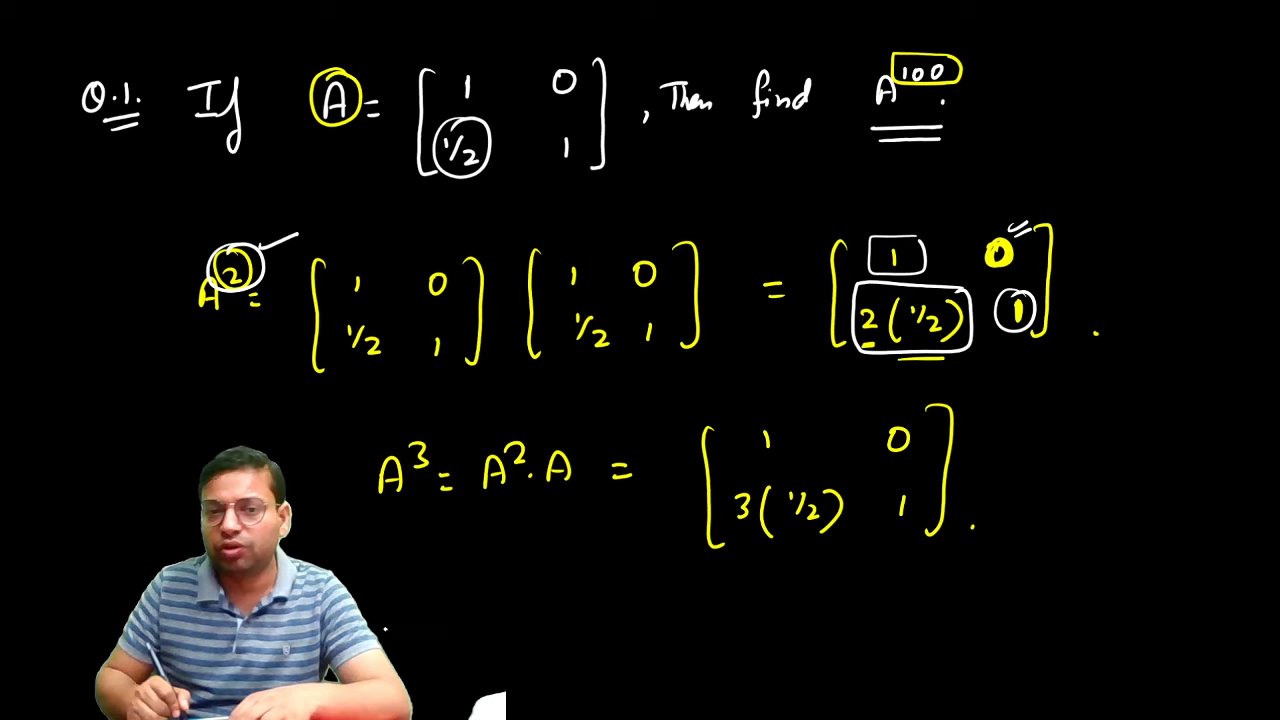 Q.1. If A = [ 1 0 ; 1/2 1 ], Then find A^100.
A^2 = [ 1 0 ; 1/2 1 ] [ 1 0 ; 1/2 1 ] = [ 1 0 ; 2(1/2) 1 ].
A^3 = A^2.A = [ 1 0 ; 3(1/2) 1 ].